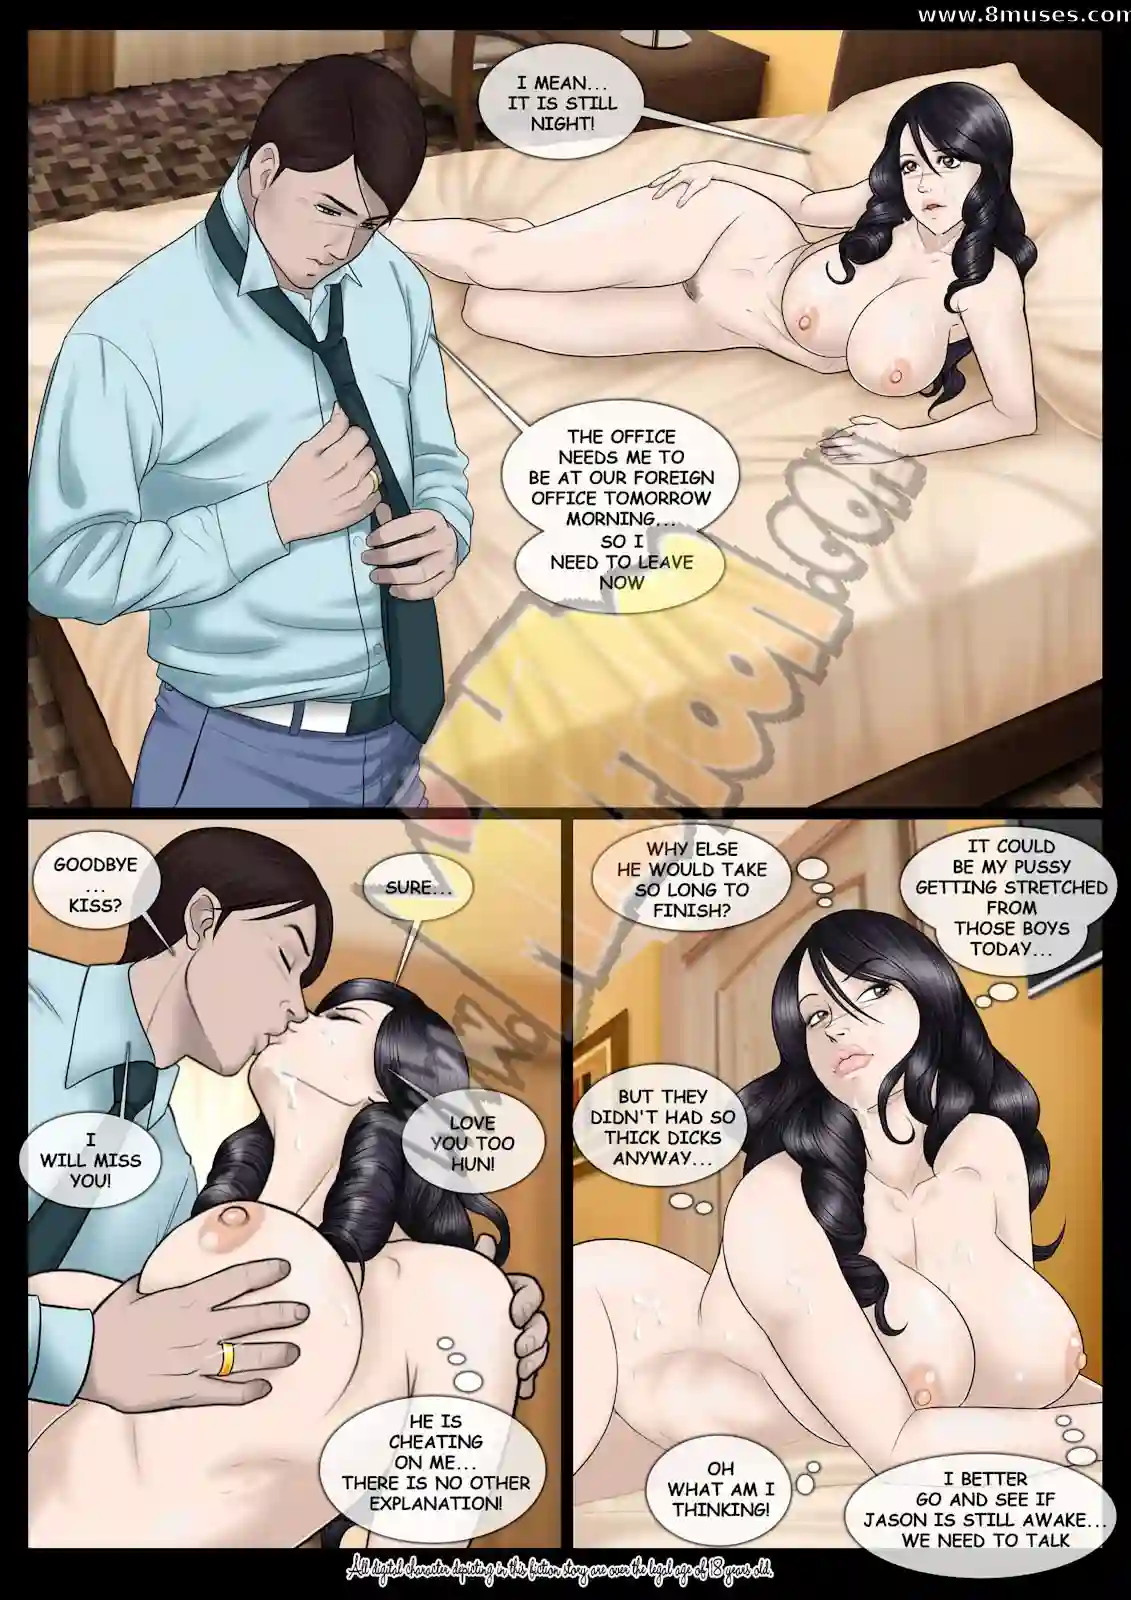 www.8muses.com
I MEAN...
IT IS STILL
NIGHT!
THE OFFICE
NEEDS ME TO
BE AT OUR FOREIGN
OFFICE TOMORROW
MORNING...
SO I
NEED TO LEAVE
NOW
GOODBYE
...
KISS?
SURE...
I
WILL MISS
YOU!
LOVE
YOU TOO
HUN!
HE IS
CHEATING
ON ME...
THERE IS NO OTHER
EXPLANATION!
WHY ELSE
HE WOULD TAKE
SO LONG TO
FINISH?
IT COULD
BE MY PUSSY
GETTING STRETCHED
FROM
THOSE BOYS
TODAY...
BUT THEY
DIDN'T HAD SO
THICK DICKS
ANYWAY...
OH
WHAT AM I
THINKING!
I BETTER
GO AND SEE IF
JASON IS STILL AWAKE...
WE NEED TO TALK
All digital character depicting in this fiction story are over the legal age of 18 years old.